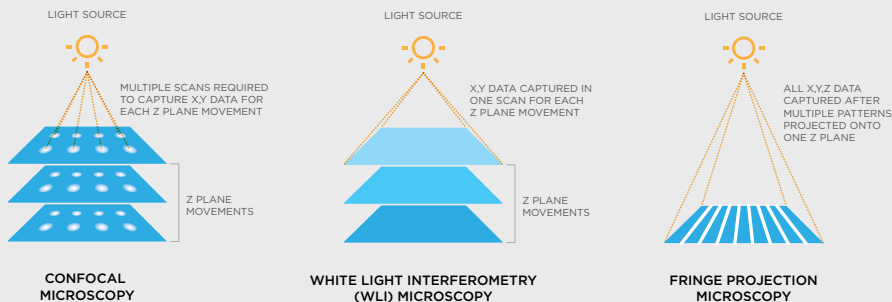 LIGHT SOURCE
MULTIPLE SCANS REQUIRED
TO CAPTURE X,Y DATA FOR
EACH Z PLANE MOVEMENT
Z PLANE
MOVEMENTS
CONFOCAL
MICROSCOPY
LIGHT SOURCE
X,Y DATA CAPTURED IN
ONE SCAN FOR EACH
Z PLANE MOVEMENT
Z PLANE
MOVEMENTS
WHITE LIGHT INTERFEROMETRY
(WLI) MICROSCOPY
LIGHT SOURCE
ALL X,Y,Z DATA
CAPTURED AFTER
MULTIPLE PATTERNS
PROJECTED ONTO
ONE Z PLANE
FRINGE PROJECTION
MICROSCOPY